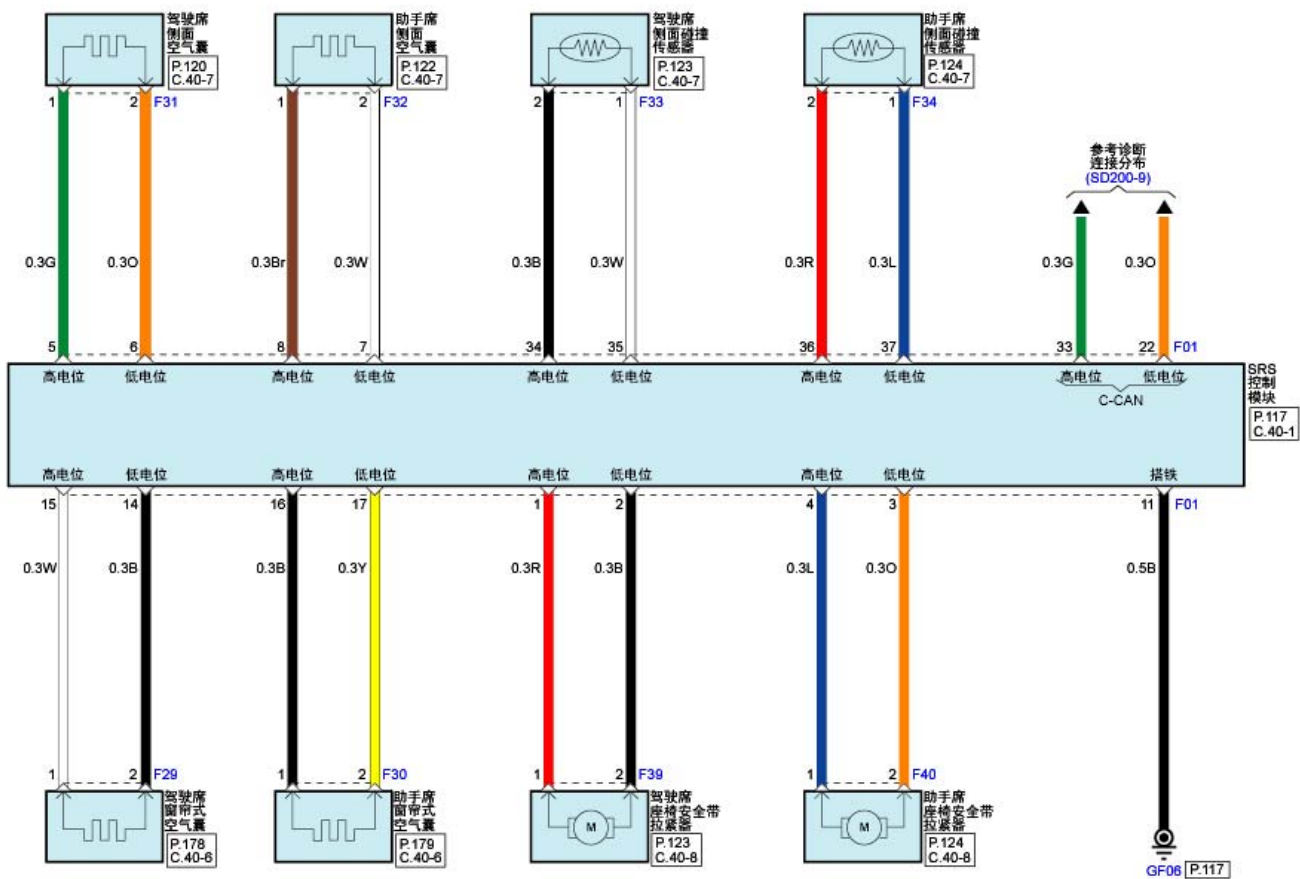 驾驶席
侧面
空气囊
P.120
C.40-7
助手席
侧面
空气囊
P.122
C.40-7
驾驶席
侧面碰撞
传感器
P.123
C.40-7
助手席
侧面碰撞
传感器
P.124
C.40-7
1 2 F31
1 2 F32
2 1 F33
2 1 F34
参考诊断
连接分布
(SD200-9)
0.3G 0.3O 0.3Br 0.3W 0.3B 0.3W 0.3R 0.3L 0.3G 0.3O
5 6 8 7 34 35 36 37 33 22 F01
高电位 低电位 高电位 低电位 高电位 低电位 高电位 低电位 高电位 低电位
C-CAN
SRS
控制
模块
P.117
C.40-1
高电位 低电位 高电位 低电位 高电位 低电位 高电位 低电位 搭铁
15 14 16 17 1 2 4 3 11 F01
0.3W 0.3B 0.3B 0.3Y 0.3R 0.3B 0.3L 0.3O 0.5B
1 2 F29
1 2 F30
1 2 F39
1 2 F40
驾驶席
窗帘式
空气囊
P.178
C.40-6
助手席
窗帘式
空气囊
P.179
C.40-6
M
驾驶席
座椅安全带
拉紧器
P.123
C.40-8
M
助手席
座椅安全带
拉紧器
P.124
C.40-8
GF06 P.117